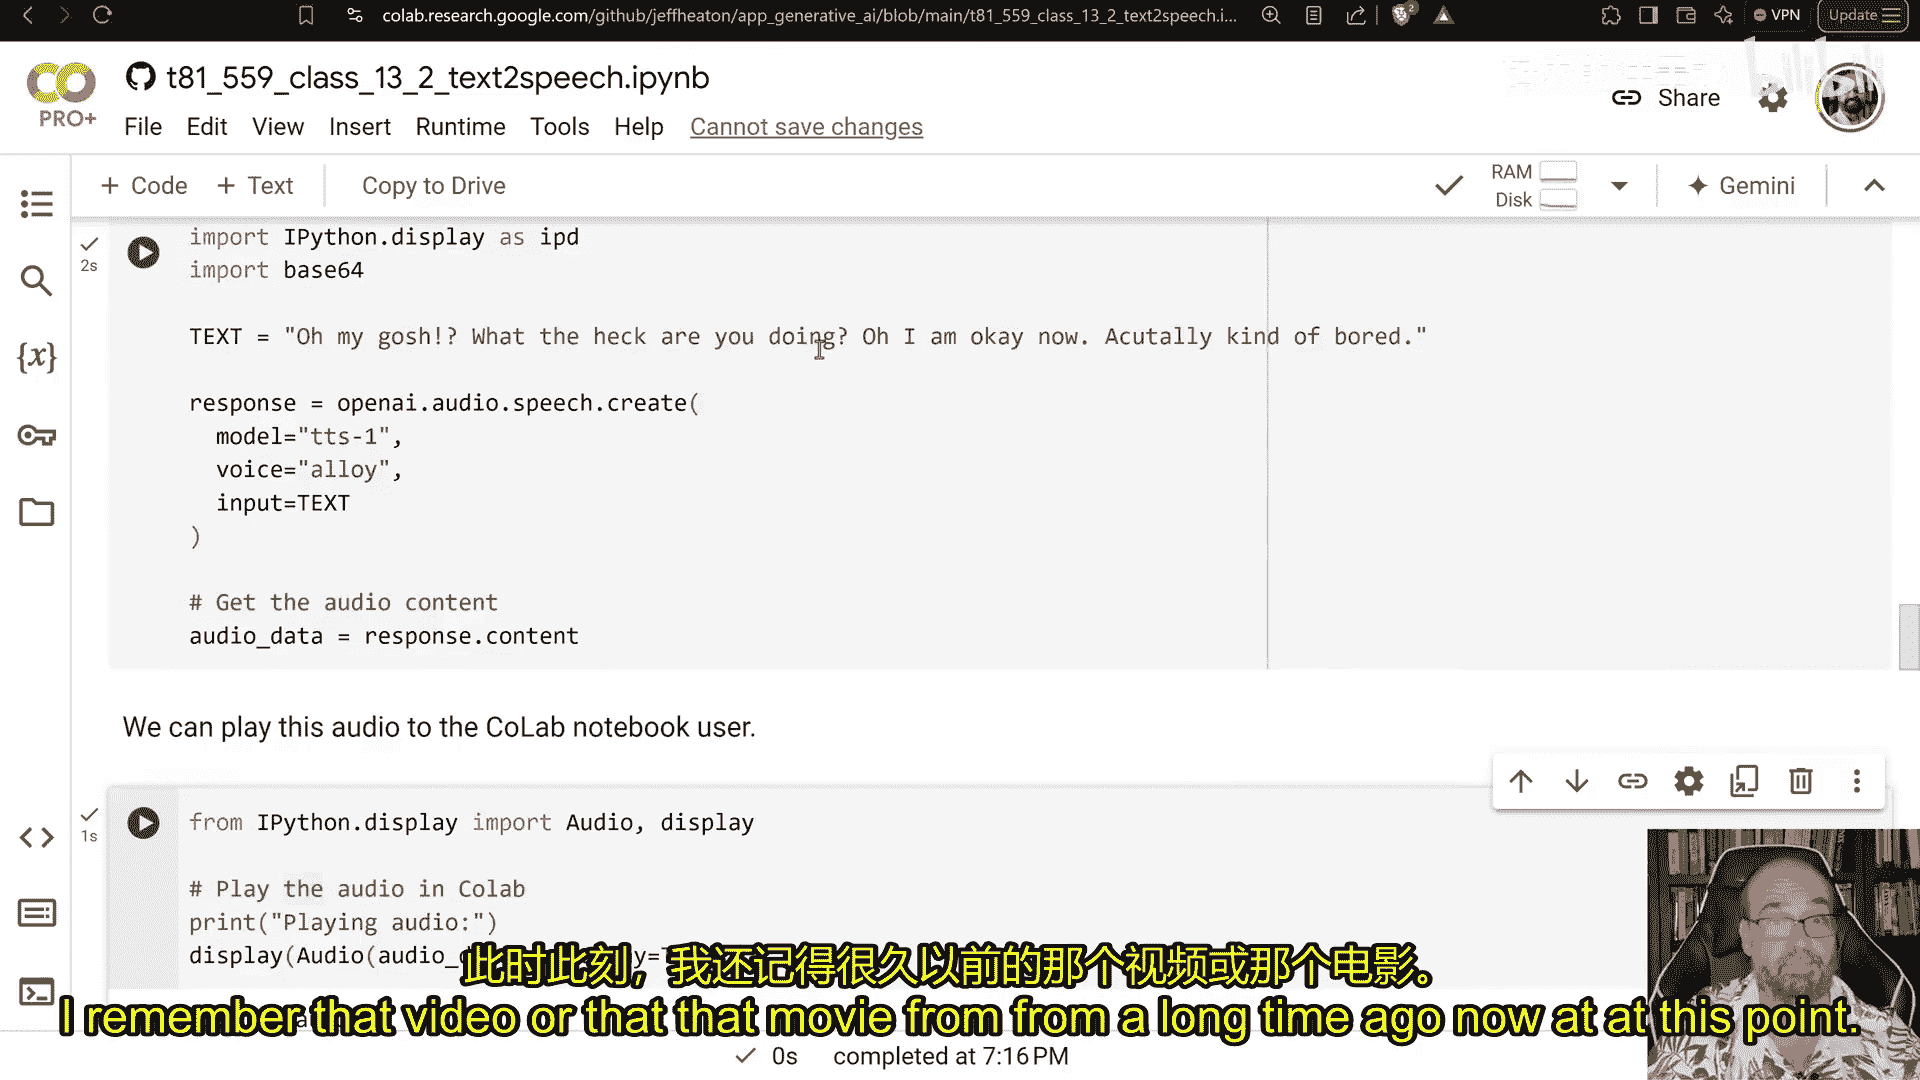 colab.research.google.com/github/jeffheaton/app_generative_ai/blob/main/t81_559_class_13_2_text2speech.i...
2
VPN
Update
CO
PRO+
t81_559_class_13_2_text2speech.ipynb
bilibili
Share
File Edit View Insert Runtime Tools Help Cannot save changes
+ Code + Text Copy to Drive
RAM
Disk
Gemini
2s
import IPython.display as ipd
import base64
{x}
TEXT = "Oh my gosh!? What the heck are you doing? Oh I am okay now. Acutally kind of bored."
response = openai.audio.speech.create(
model="tts-1",
voice="alloy",
input=TEXT
)
# Get the audio content
audio_data = response.content
We can play this audio to the CoLab notebook user.
1s
from IPython.display import Audio, display
# Play the audio in Colab
print("Playing audio:")
display(Audio(audio_
此时此刻，我还记得很久以前的那个视频或那个电影。
I remember that video or that that movie from from a long time ago now at at this point.
0s completed at 7:16 PM